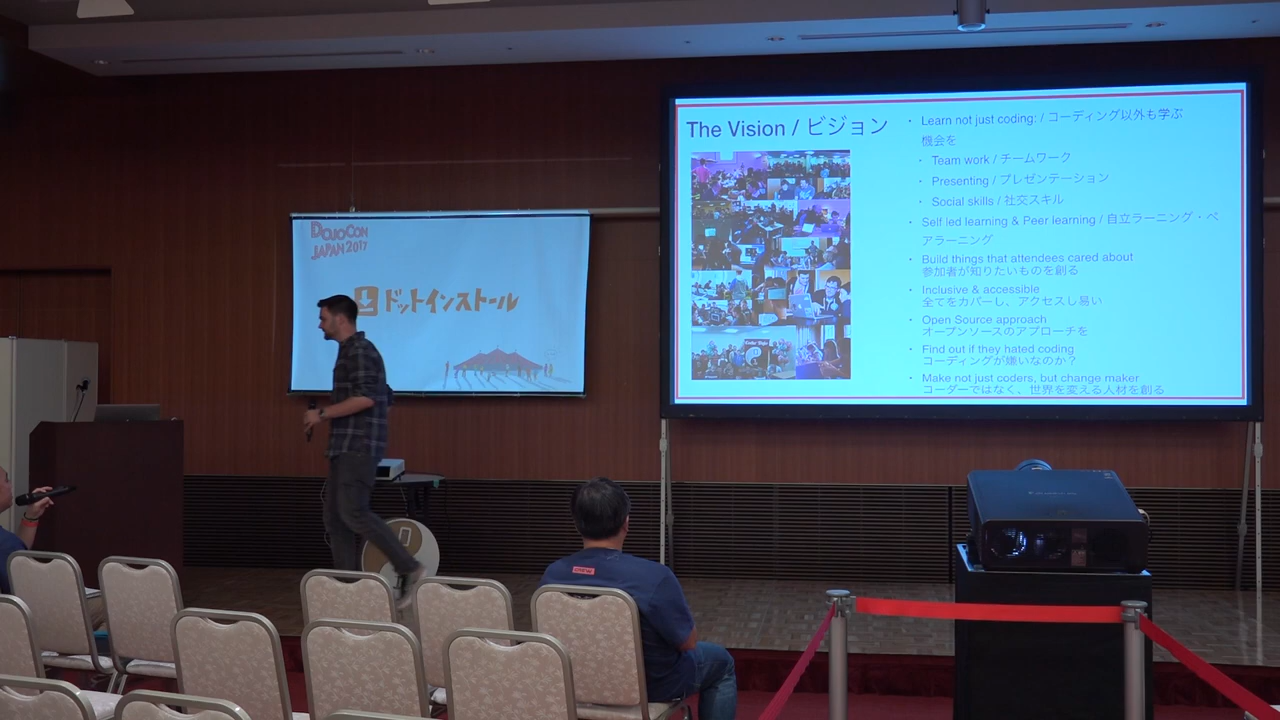 DOJOCON
JAPAN 2017
ドットインストール
The Vision / ビジョン
・ Learn not just coding: / コーディング以外も学ぶ
機会を
・ Team work / チームワーク
・ Presenting / プレゼンテーション
・ Social skills / 社交スキル
・ Self led learning & Peer learning / 自立ラーニング・ペ
アラーニング
・ Build things that attendees cared about
参加者が知りたいものを創る
・ Inclusive & accessible
全てをカバーし、アクセスし易い
・ Open Source approach
オープンソースのアプローチを
・ Find out if they hated coding
コーディングが嫌いなのか？
・ Make not just coders, but change maker
コーダーではなく、世界を変える人材を創る
CREW